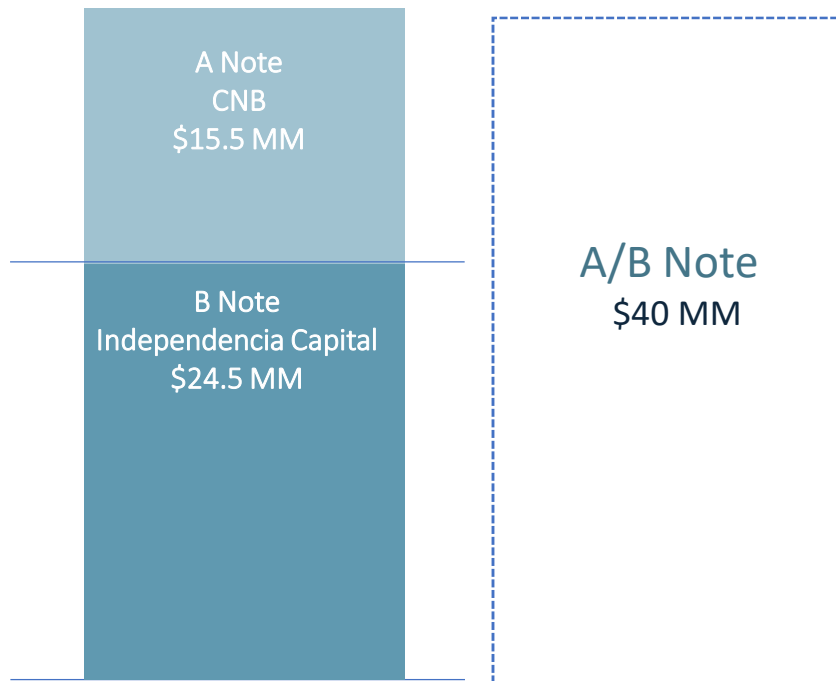 A Note
CNB
$15.5 MM
B Note
Independencia Capital
$24.5 MM
A/B Note
$40 MM